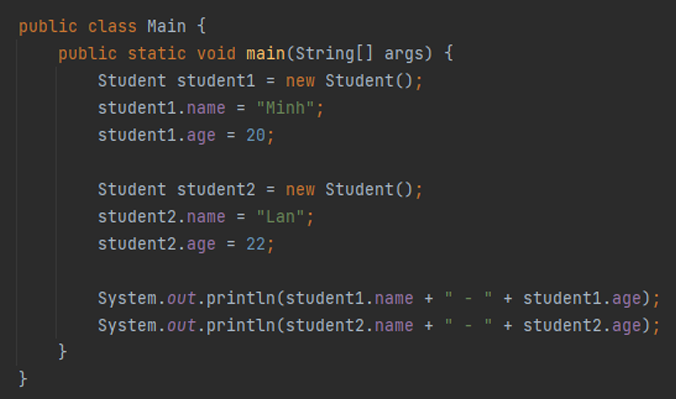 public class Main {
    public static void main(String[] args) {
        Student student1 = new Student();
        student1.name = "Minh";
        student1.age = 20;

        Student student2 = new Student();
        student2.name = "Lan";
        student2.age = 22;

        System.out.println(student1.name + " - " + student1.age);
        System.out.println(student2.name + " - " + student2.age);
    }
}